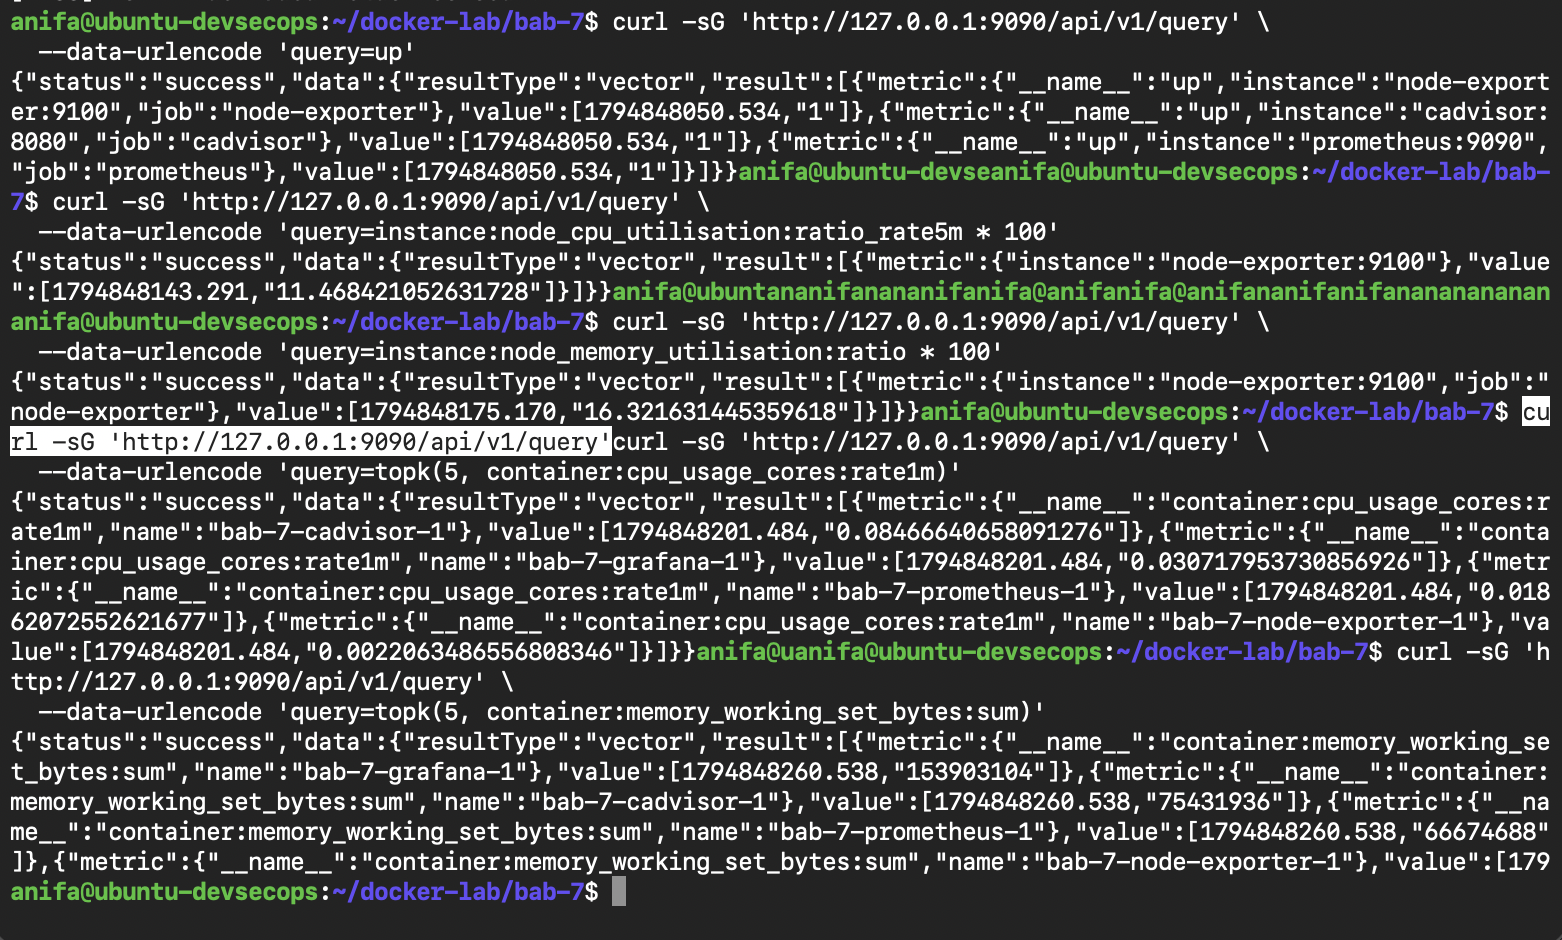 anifa@ubuntu-devsecops:~/docker-lab/bab-7$ curl -sG 'http://127.0.0.1:9090/api/v1/query' \
  --data-urlencode 'query=up'
{"status":"success","data":{"resultType":"vector","result":[{"metric":{"__name__":"up","instance":"node-export
er:9100","job":"node-exporter"},"value":[1794848050.534,"1"]},{"metric":{"__name__":"up","instance":"cadvisor:
8080","job":"cadvisor"},"value":[1794848050.534,"1"]},{"metric":{"__name__":"up","instance":"prometheus:9090",
"job":"prometheus"},"value":[1794848050.534,"1"]}]}}anifa@ubuntu-devseanifa@ubuntu-devsecops:~/docker-lab/bab-
7$ curl -sG 'http://127.0.0.1:9090/api/v1/query' \
  --data-urlencode 'query=instance:node_cpu_utilisation:ratio_rate5m * 100'
{"status":"success","data":{"resultType":"vector","result":[{"metric":{"instance":"node-exporter:9100"},"value
":[1794848143.291,"11.468421052631728"]}]}}anifa@ubuntananifanananifanifa@anifanifa@anifananifanifanananananan
anifa@ubuntu-devsecops:~/docker-lab/bab-7$ curl -sG 'http://127.0.0.1:9090/api/v1/query' \
  --data-urlencode 'query=instance:node_memory_utilisation:ratio * 100'
{"status":"success","data":{"resultType":"vector","result":[{"metric":{"instance":"node-exporter:9100","job":"
node-exporter"},"value":[1794848175.170,"16.321631445359618"]}]}}anifa@ubuntu-devsecops:~/docker-lab/bab-7$ cu
rl -sG 'http://127.0.0.1:9090/api/v1/query'curl -sG 'http://127.0.0.1:9090/api/v1/query' \
  --data-urlencode 'query=topk(5, container:cpu_usage_cores:rate1m)'
{"status":"success","data":{"resultType":"vector","result":[{"metric":{"__name__":"container:cpu_usage_cores:r
ate1m","name":"bab-7-cadvisor-1"},"value":[1794848201.484,"0.08466640658091276"]},{"metric":{"__name__":"conta
iner:cpu_usage_cores:rate1m","name":"bab-7-grafana-1"},"value":[1794848201.484,"0.030717953730856926"]},{"metr
ic":{"__name__":"container:cpu_usage_cores:rate1m","name":"bab-7-prometheus-1"},"value":[1794848201.484,"0.018
62072552621677"]},{"metric":{"__name__":"container:cpu_usage_cores:rate1m","name":"bab-7-node-exporter-1"},"va
lue":[1794848201.484,"0.0022063486556808346"]}]}}anifa@uanifa@ubuntu-devsecops:~/docker-lab/bab-7$ curl -sG 'h
ttp://127.0.0.1:9090/api/v1/query' \
  --data-urlencode 'query=topk(5, container:memory_working_set_bytes:sum)'
{"status":"success","data":{"resultType":"vector","result":[{"metric":{"__name__":"container:memory_working_se
t_bytes:sum","name":"bab-7-grafana-1"},"value":[1794848260.538,"153903104"]},{"metric":{"__name__":"container:
memory_working_set_bytes:sum","name":"bab-7-cadvisor-1"},"value":[1794848260.538,"75431936"]},{"metric":{"__na
me__":"container:memory_working_set_bytes:sum","name":"bab-7-prometheus-1"},"value":[1794848260.538,"66674688"
]},{"metric":{"__name__":"container:memory_working_set_bytes:sum","name":"bab-7-node-exporter-1"},"value":[179
anifa@ubuntu-devsecops:~/docker-lab/bab-7$